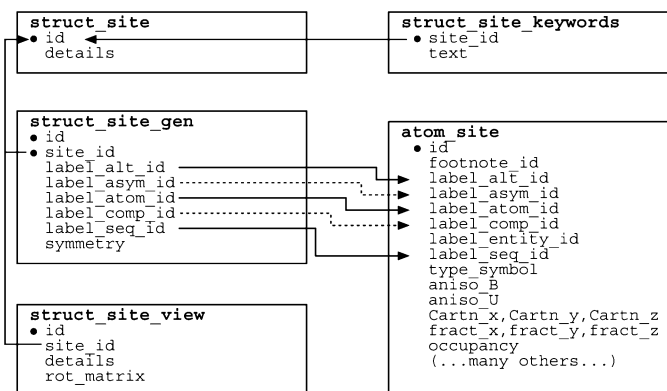 struct_site
● id
details
struct_site_keywords
● site_id
text
struct_site_gen
● id
● site_id
label_alt_id
label_asym_id
label_atom_id
label_comp_id
label_seq_id
symmetry
atom_site
● id
footnote_id
label_alt_id
label_asym_id
label_atom_id
label_comp_id
label_entity_id
label_seq_id
type_symbol
aniso_B
aniso_U
Cartn_x,Cartn_y,Cartn_z
fract_x,fract_y,fract_z
occupancy
(...many others...)
struct_site_view
● id
site_id
details
rot_matrix